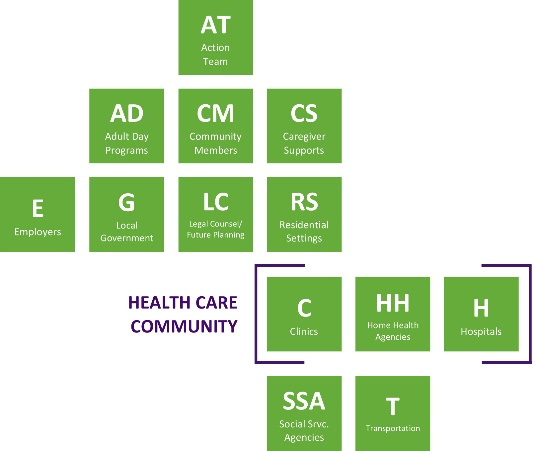 AT
Action
Team
AD
Adult Day
Programs
CM
Community
Members
CS
Caregiver
Supports
E
Employers
G
Local
Government
LC
Legal Counsel/
Future Planning
RS
Residential
Settings
HEALTH CARE
COMMUNITY
C
Clinics
HH
Home Health
Agencies
H
Hospitals
SSA
Social Srvc.
Agencies
T
Transportation